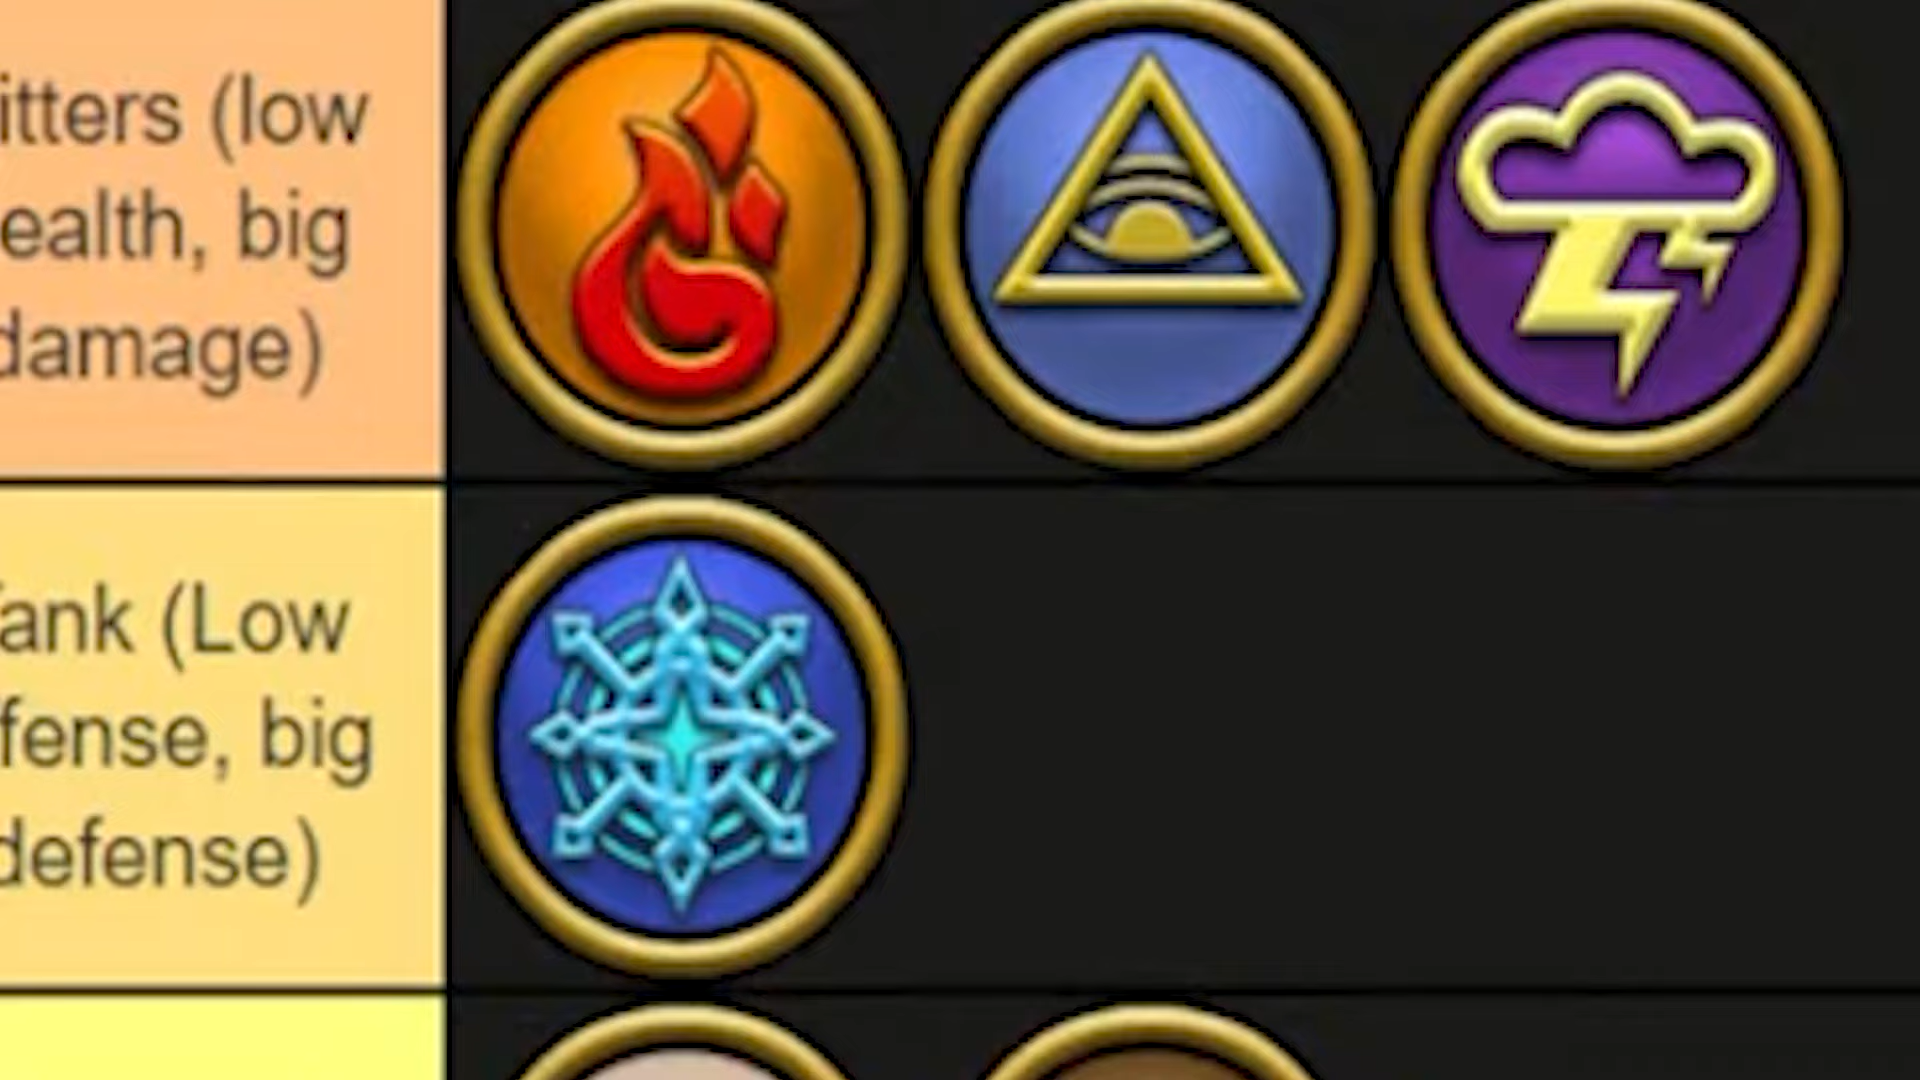 itters (low
ealth, big
damage)
ank (Low
fense, big
defense)